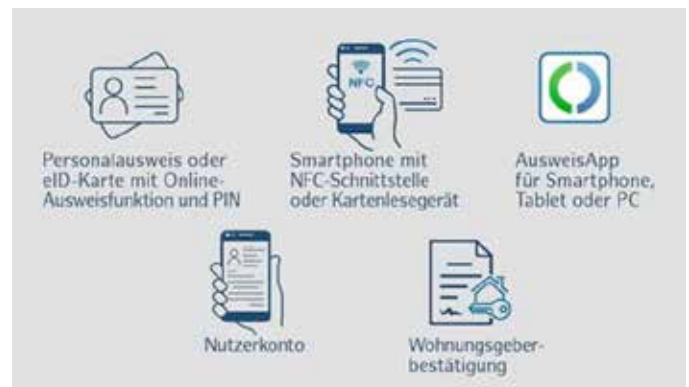 NFC
Personalausweis oder
eID-Karte mit Online-
Ausweisfunktion und PIN
Smartphone mit
NFC-Schnittstelle
oder Kartenlesegerät
AusweisApp
für Smartphone,
Tablet oder PC
Nutzerkonto
Wohnungsgeber-
bestätigung